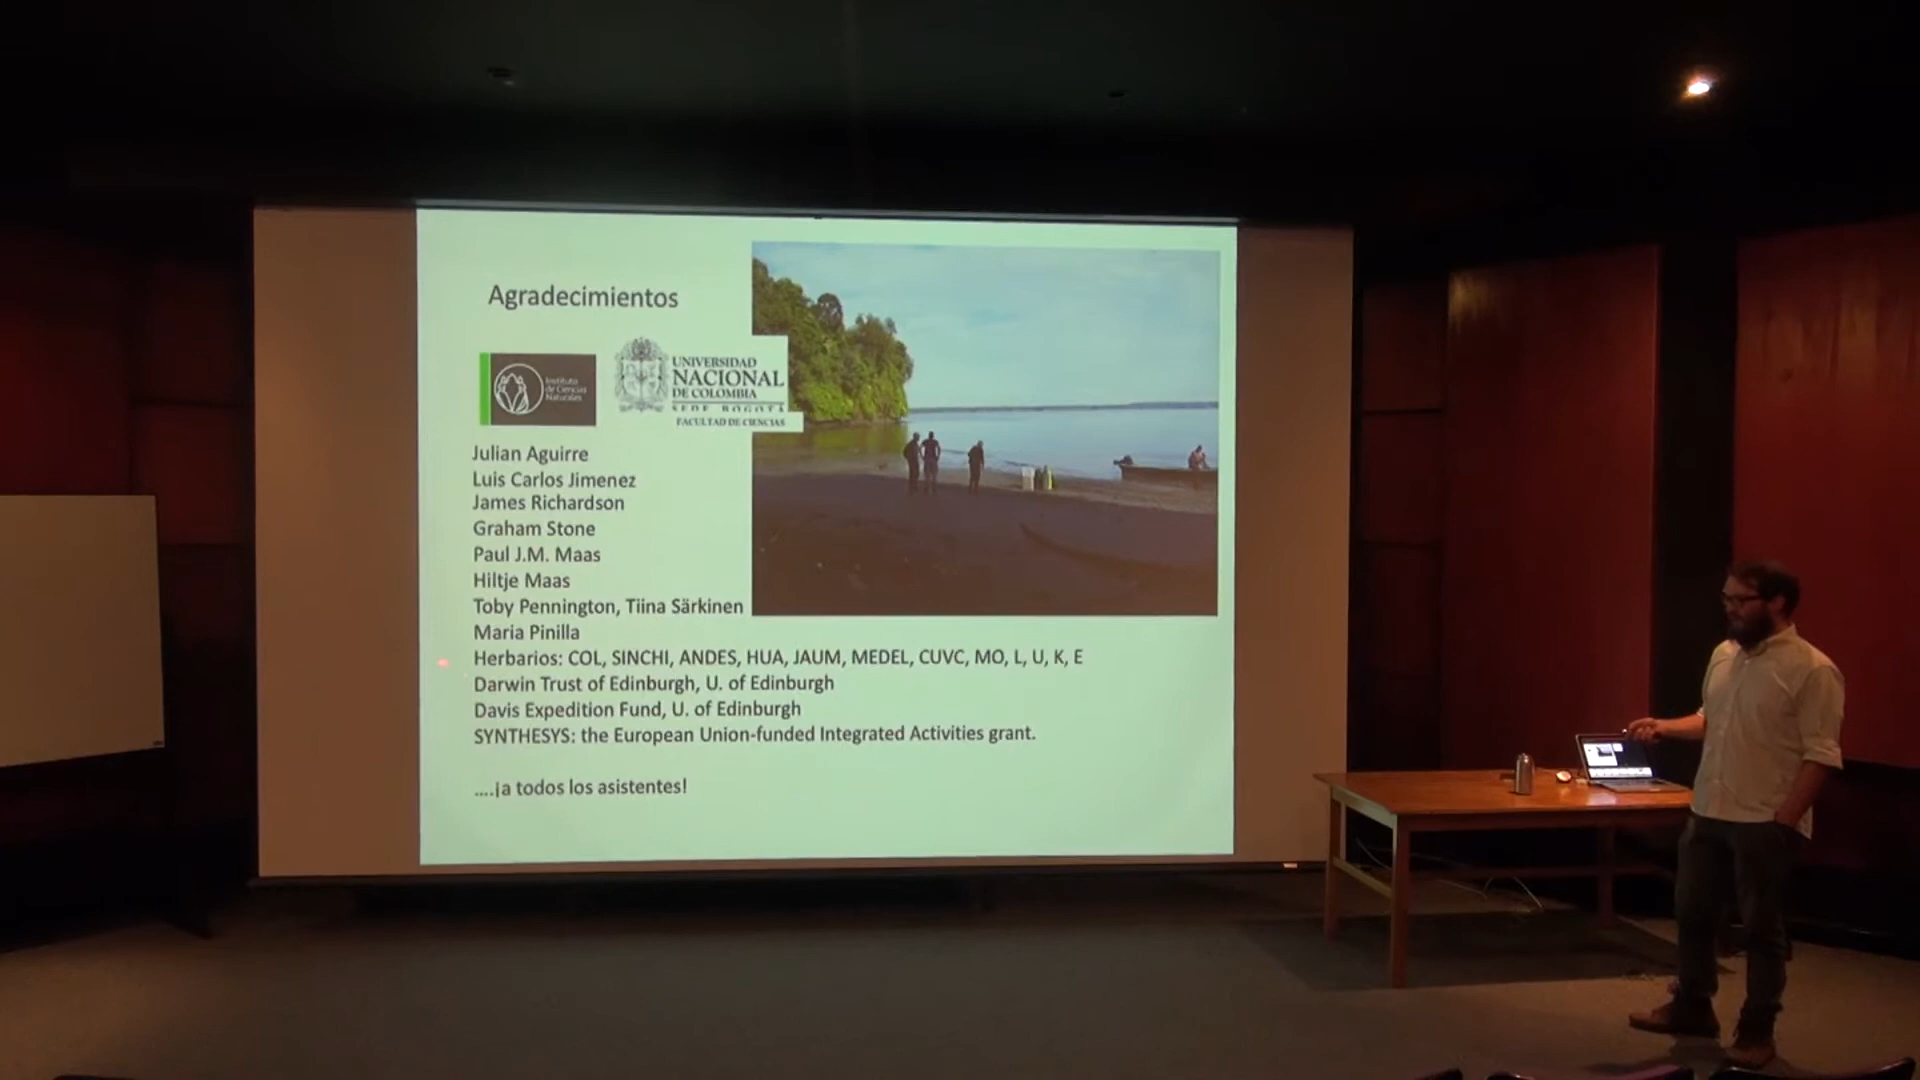 Agradecimientos
Instituto
de Ciencias
Naturales
UNIVERSIDAD
NACIONAL
DE COLOMBIA
SEDE BOGOTÁ
FACULTAD DE CIENCIAS
Julian Aguirre
Luis Carlos Jimenez
James Richardson
Graham Stone
Paul J.M. Maas
Hiltje Maas
Toby Pennington, Tiina Särkinen
Maria Pinilla
Herbarios: COL, SINCHI, ANDES, HUA, JAUM, MEDEL, CUVC, MO, L, U, K, E
Darwin Trust of Edinburgh, U. of Edinburgh
Davis Expedition Fund, U. of Edinburgh
SYNTHESYS: the European Union-funded Integrated Activities grant.
....¡a todos los asistentes!